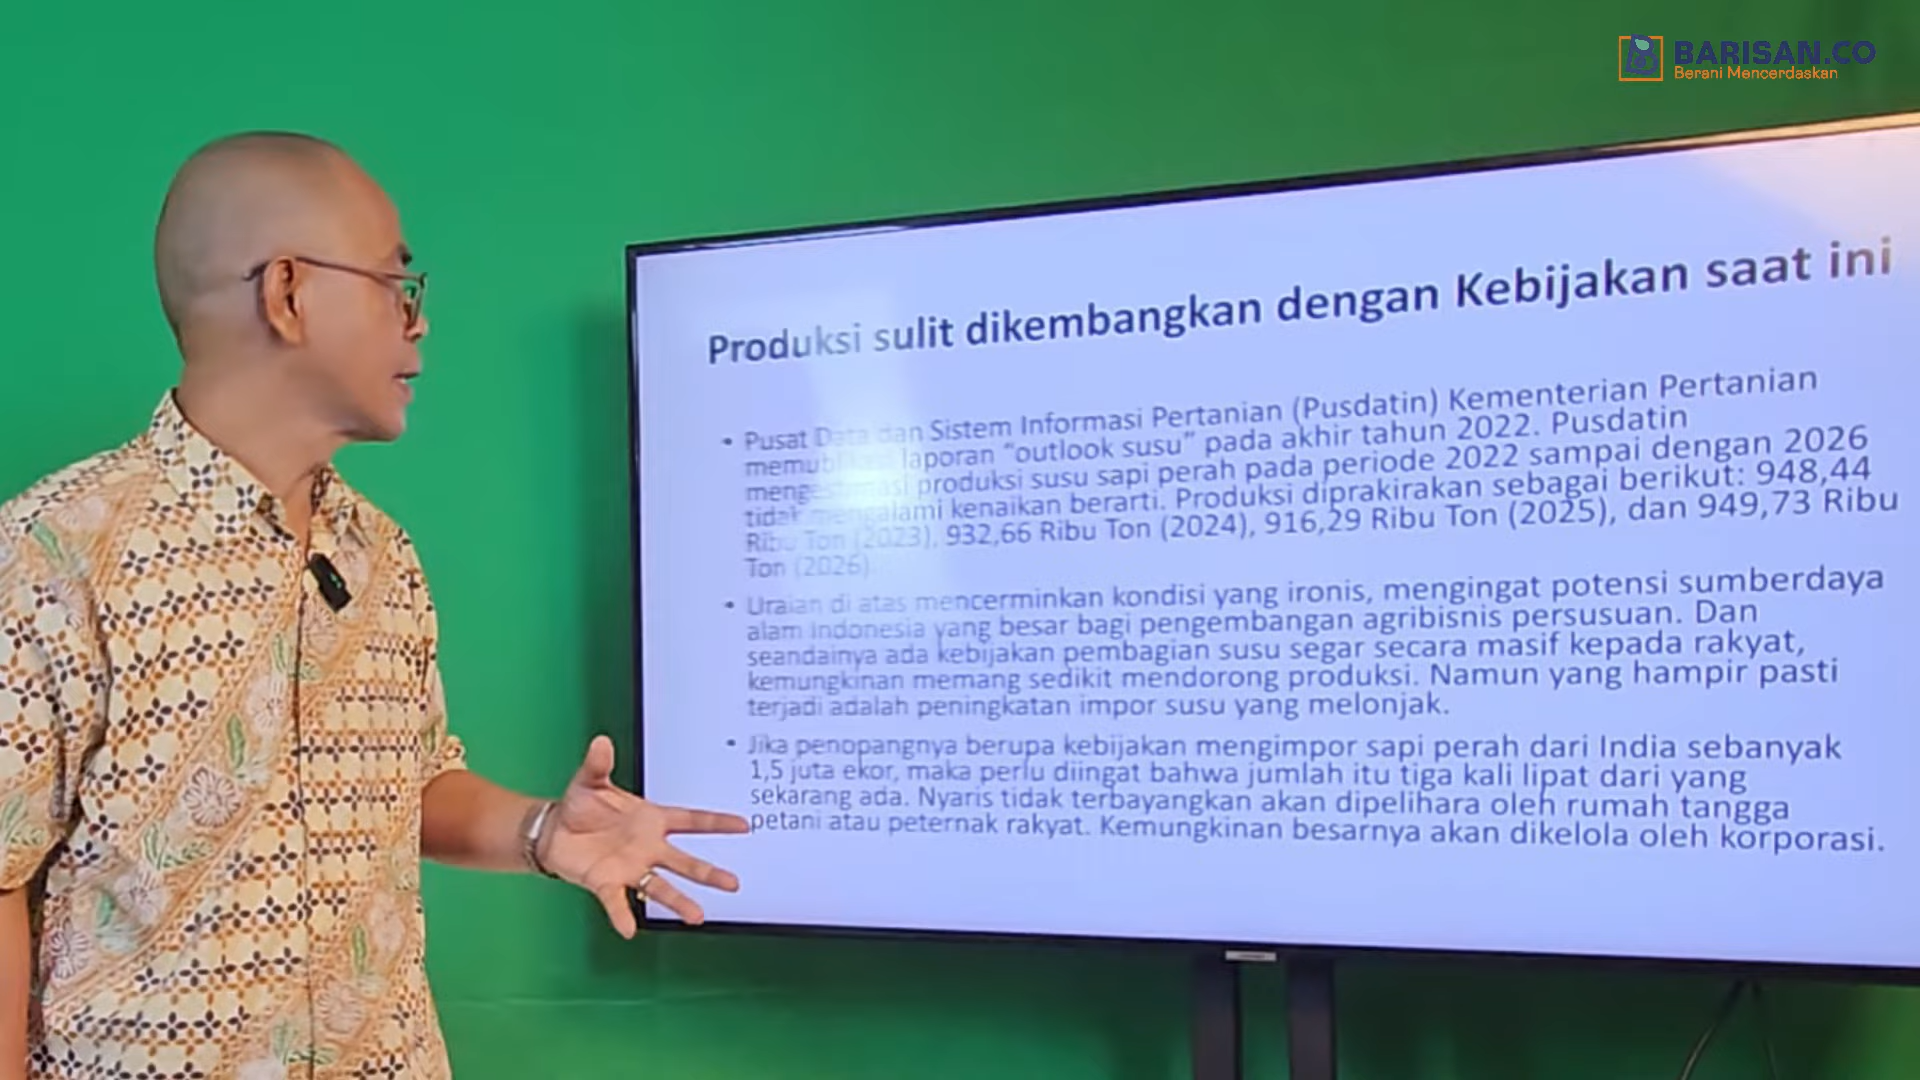 BARISAN.CO
Berani Mencerdaskan
Produksi sulit dikembangkan dengan Kebijakan saat ini
• Pusat Data dan Sistem Informasi Pertanian (Pusdatin) Kementerian Pertanian
memublikasi laporan “outlook susu” pada akhir tahun 2022. Pusdatin
mengestimasi produksi susu sapi perah pada periode 2022 sampai dengan 2026
tidak mengalami kenaikan berarti. Produksi diprakirakan sebagai berikut: 948,44
Ribu Ton (2023), 932,66 Ribu Ton (2024), 916,29 Ribu Ton (2025), dan 949,73 Ribu
Ton (2026).
• Uraian di atas mencerminkan kondisi yang ironis, mengingat potensi sumberdaya
alam Indonesia yang besar bagi pengembangan agribisnis persusuan. Dan
seandainya ada kebijakan pembagian susu segar secara masif kepada rakyat,
kemungkinan memang sedikit mendorong produksi. Namun yang hampir pasti
terjadi adalah peningkatan impor susu yang melonjak.
• Jika penopangnya berupa kebijakan mengimpor sapi perah dari India sebanyak
1,5 juta ekor, maka perlu diingat bahwa jumlah itu tiga kali lipat dari yang
sekarang ada. Nyaris tidak terbayangkan akan dipelihara oleh rumah tangga
petani atau peternak rakyat. Kemungkinan besarnya akan dikelola oleh korporasi.